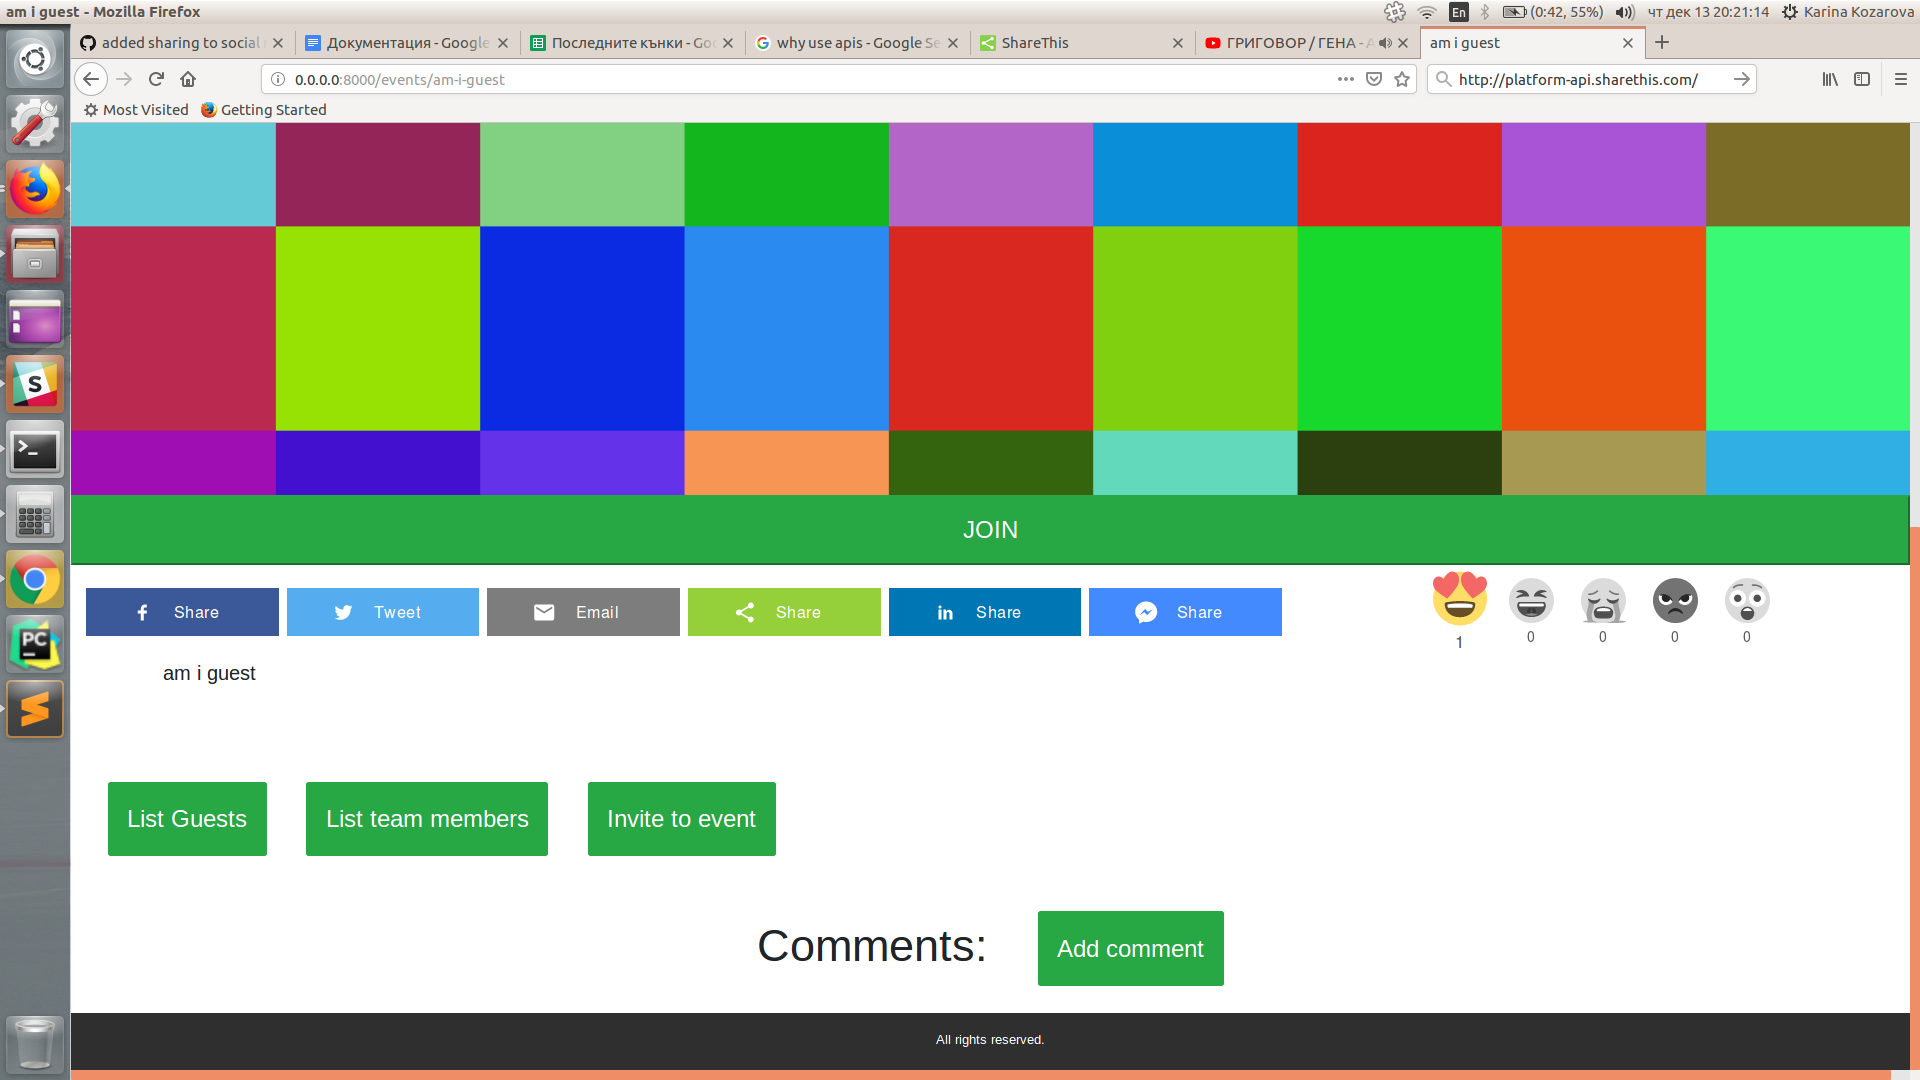 am i guest - Mozilla Firefox
En
(0:42, 55%)
чт дек 13 20:21:14
Karina Kozarova
added sharing to social
Документация - Google
Последните кънки - Go
why use apis - Google Se
ShareThis
ГРИГОВОР / ГЕНА - A
am i guest
0.0.0.0:8000/events/am-i-guest
http://platform-api.sharethis.com/
Most Visited
Getting Started
JOIN
Share
Tweet
Email
Share
Share
Share
1
0
0
0
0
am i guest
List Guests
List team members
Invite to event
Comments:
Add comment
All rights reserved.